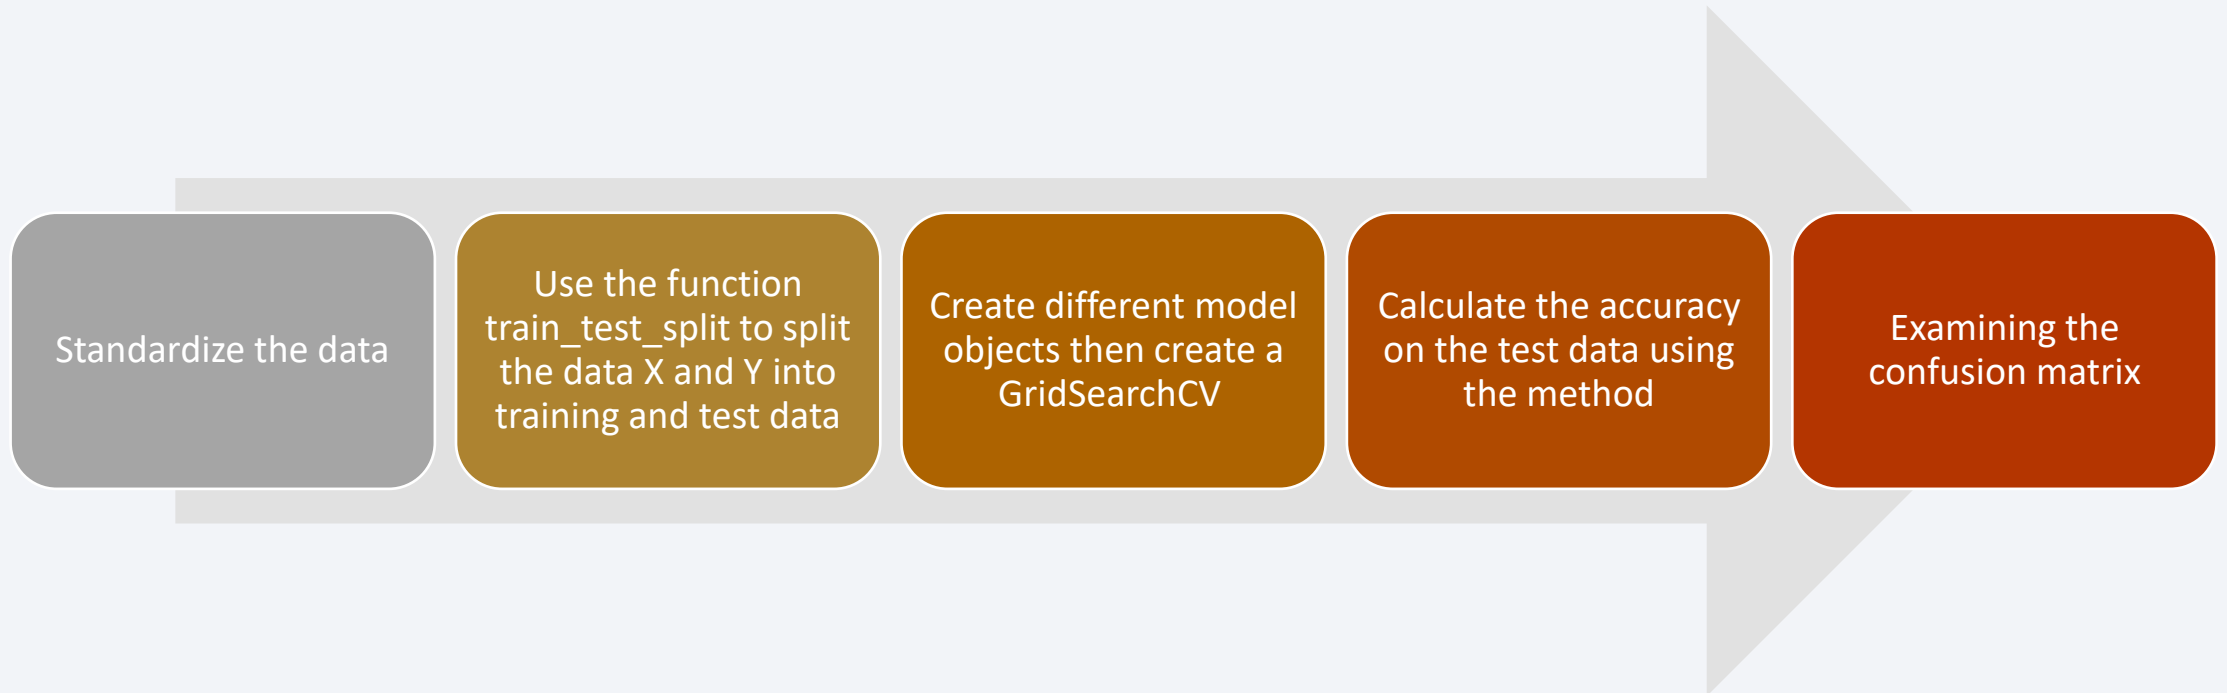 Standardize the data
Use the function
train_test_split to split
the data X and Y into
training and test data
Create different model
objects then create a
GridSearchCV
Calculate the accuracy
on the test data using
the method
Examining the
confusion matrix